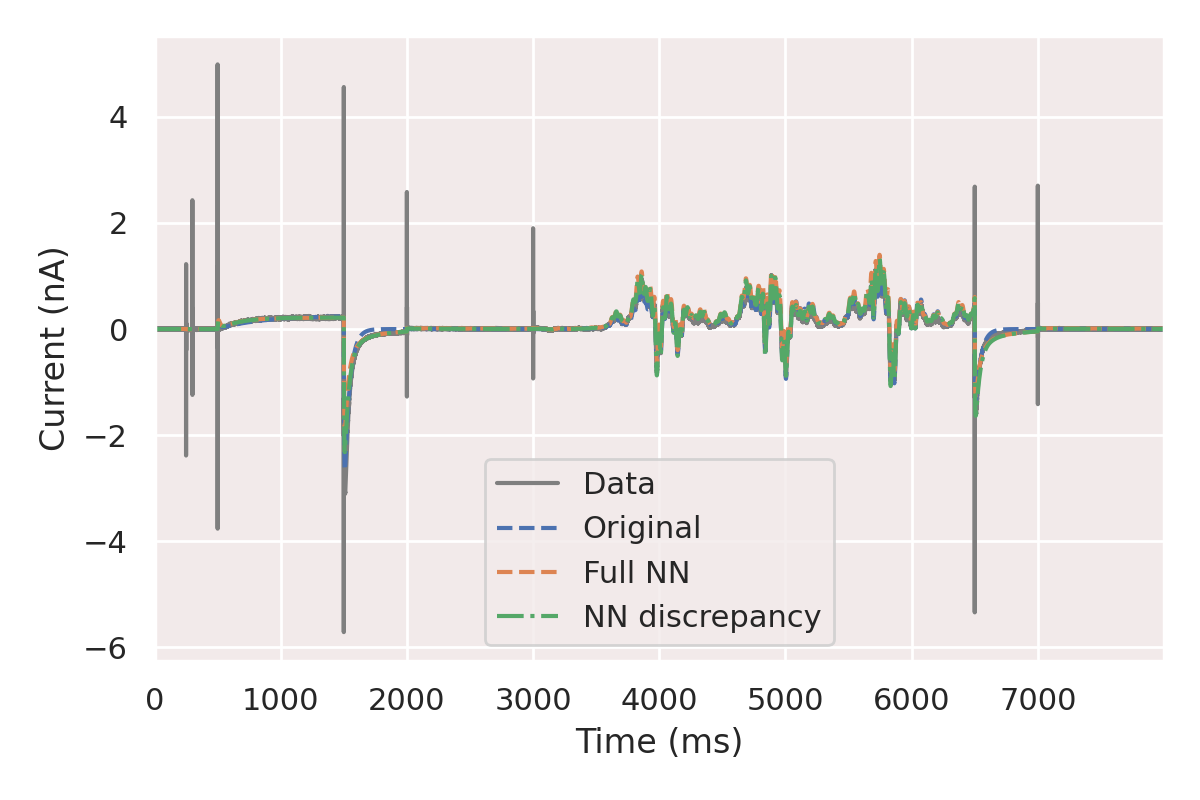 4
2
0
−2
−4
−6
Current (nA)
Data
Original
Full NN
NN discrepancy
0 1000 2000 3000 4000 5000 6000 7000
Time (ms)